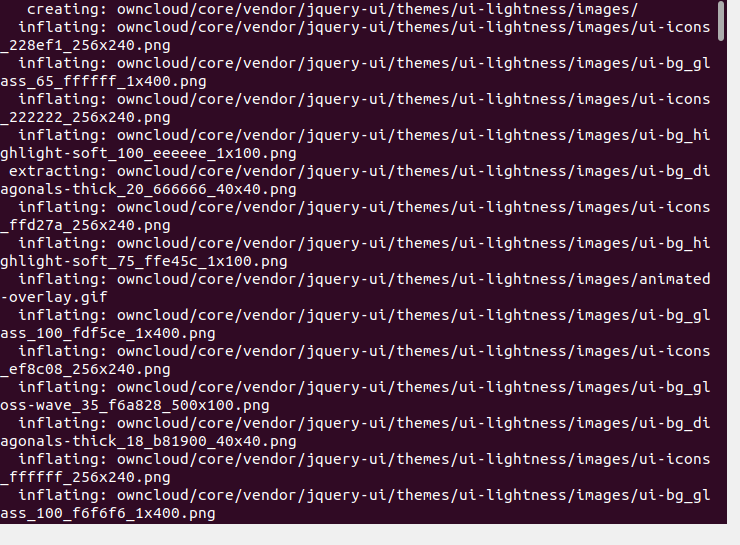 creating: owncloud/core/vendor/jquery-ui/themes/ui-lightness/images/
inflating: owncloud/core/vendor/jquery-ui/themes/ui-lightness/images/ui-icons
_228ef1_256x240.png
inflating: owncloud/core/vendor/jquery-ui/themes/ui-lightness/images/ui-bg_gl
ass_65_ffffff_1x400.png
inflating: owncloud/core/vendor/jquery-ui/themes/ui-lightness/images/ui-icons
_222222_256x240.png
inflating: owncloud/core/vendor/jquery-ui/themes/ui-lightness/images/ui-bg_hi
ghlight-soft_100_eeeeee_1x100.png
extracting: owncloud/core/vendor/jquery-ui/themes/ui-lightness/images/ui-bg_di
agonals-thick_20_666666_40x40.png
inflating: owncloud/core/vendor/jquery-ui/themes/ui-lightness/images/ui-icons
_ffd27a_256x240.png
inflating: owncloud/core/vendor/jquery-ui/themes/ui-lightness/images/ui-bg_hi
ghlight-soft_75_ffe45c_1x100.png
inflating: owncloud/core/vendor/jquery-ui/themes/ui-lightness/images/animated
-overlay.gif
inflating: owncloud/core/vendor/jquery-ui/themes/ui-lightness/images/ui-bg_gl
ass_100_fdf5ce_1x400.png
inflating: owncloud/core/vendor/jquery-ui/themes/ui-lightness/images/ui-icons
_ef8c08_256x240.png
inflating: owncloud/core/vendor/jquery-ui/themes/ui-lightness/images/ui-bg_gl
oss-wave_35_f6a828_500x100.png
inflating: owncloud/core/vendor/jquery-ui/themes/ui-lightness/images/ui-bg_di
agonals-thick_18_b81900_40x40.png
inflating: owncloud/core/vendor/jquery-ui/themes/ui-lightness/images/ui-icons
_ffffff_256x240.png
inflating: owncloud/core/vendor/jquery-ui/themes/ui-lightness/images/ui-bg_gl
ass_100_f6f6f6_1x400.png